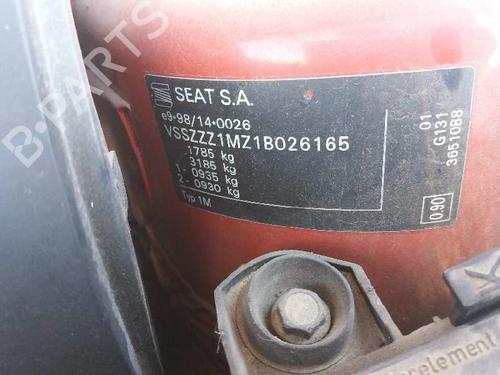 SEAT S.A.
e9*98/14*0026
VSSZZZ1MZ1B026165
1785 kg
3185 kg
1- 0935 kg
2- 0930 kg
Typ 1M
01
G131
3651088
0.90
B-PARTS